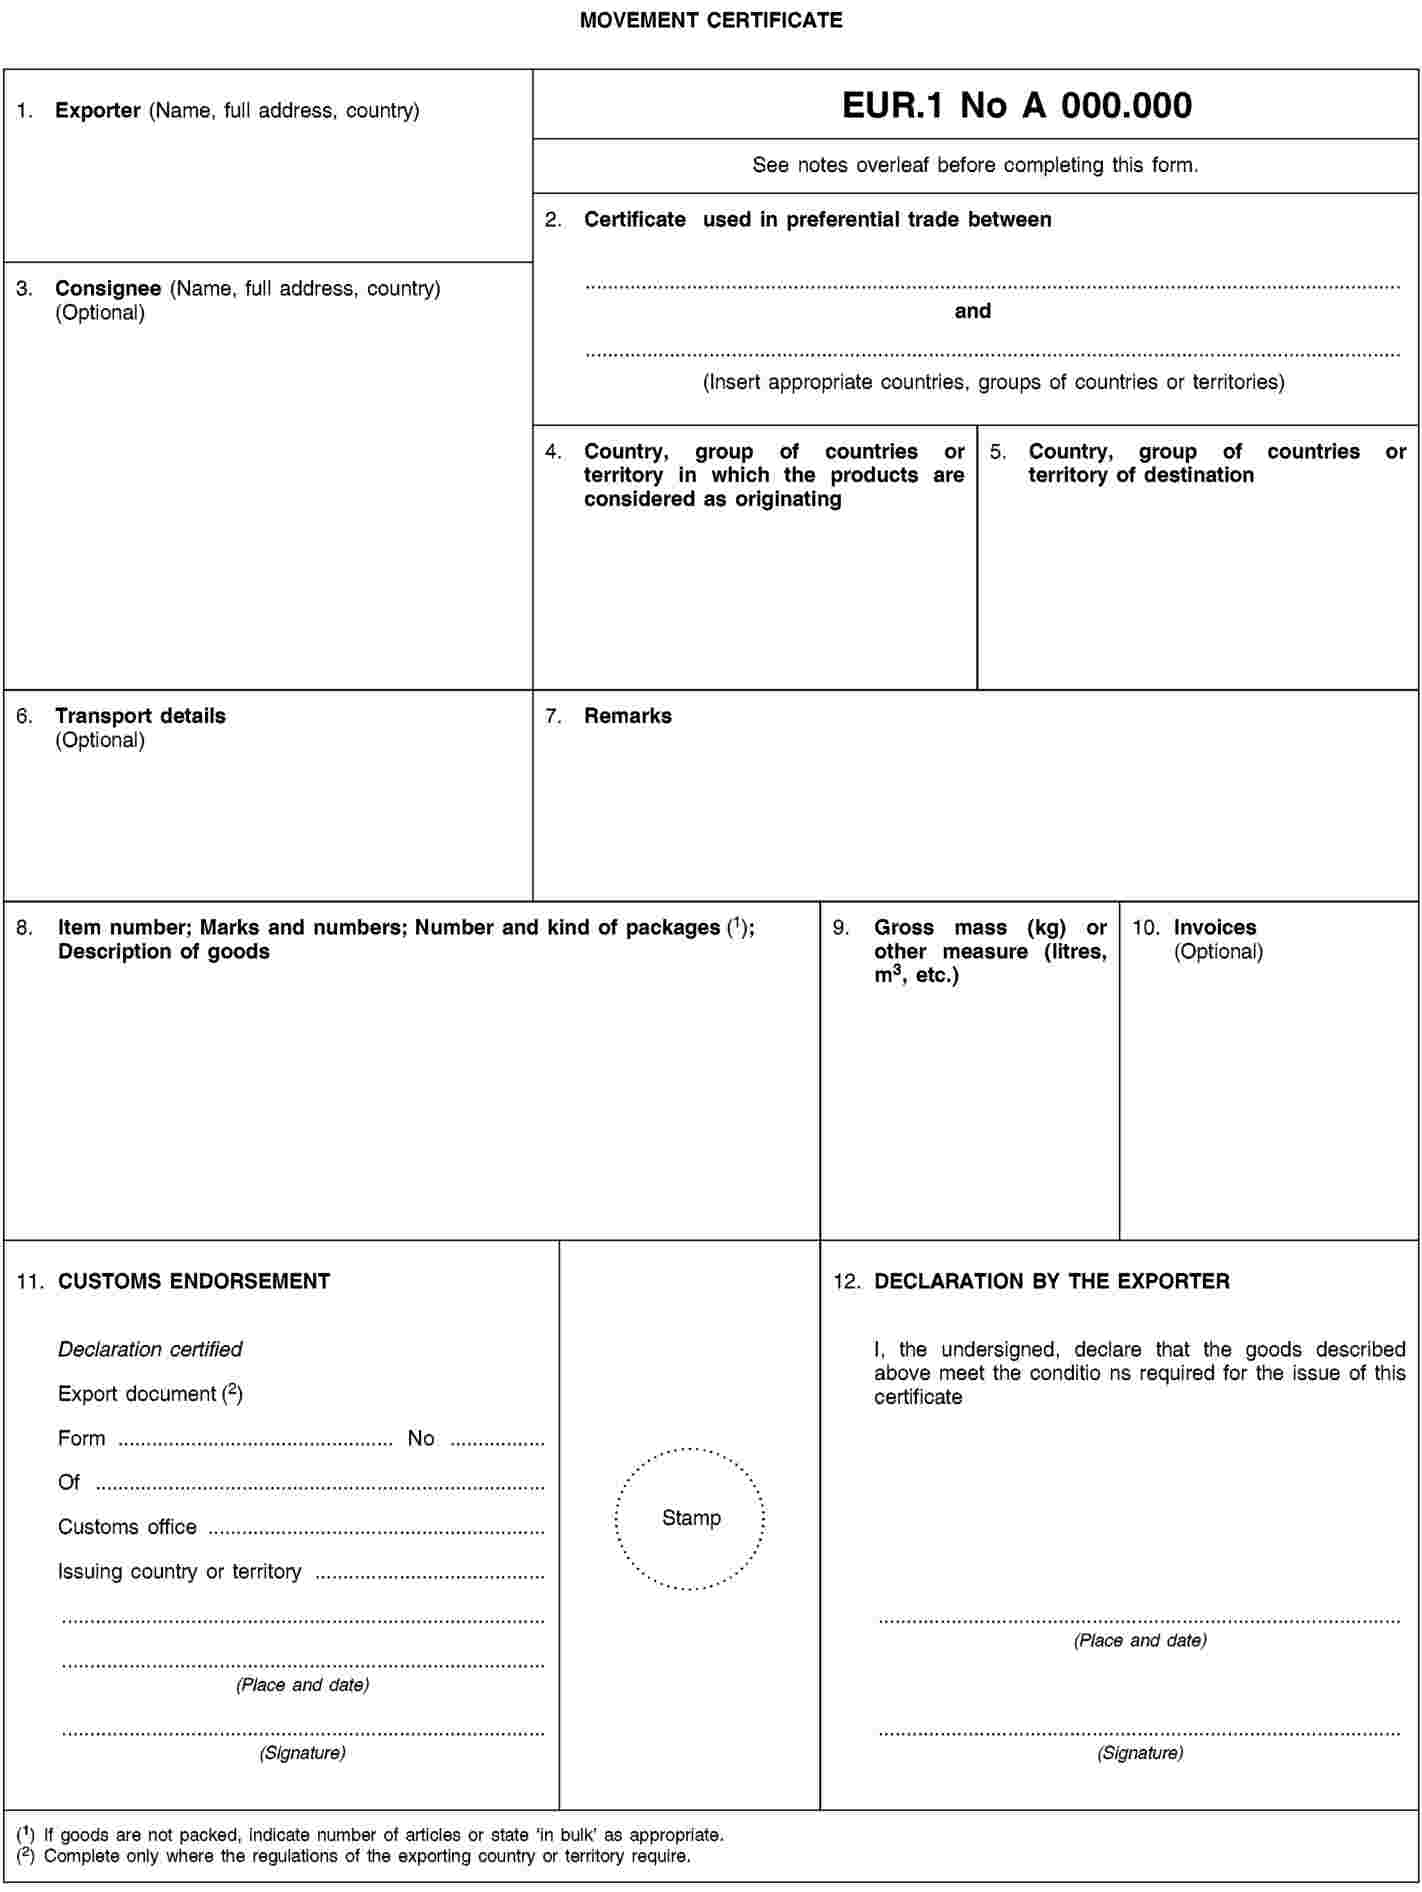 MOVEMENT CERTIFICATE
1. Exporter (Name, full address, country)
EUR.1 No A 000.000
See notes overleaf before completing this form.
2. Certificate used in preferential trade between
and
(Insert appropriate countries, groups of countries or territories)
3. Consignee (Name, full address, country)
(Optional)
4. Country, group of countries or
territory in which the products are
considered as originating
5. Country, group of countries or
territory of destination
6. Transport details
(Optional)
7. Remarks
8. Item number; Marks and numbers; Number and kind of packages (1);
Description of goods
9. Gross mass (kg) or
other measure (litres,
m3, etc.)
10. Invoices
(Optional)
11. CUSTOMS ENDORSEMENT
Declaration certified
Export document (2)
Form ................ No ................
Of ................
Customs office ................
Issuing country or territory ................
(Place and date)
(Signature)
Stamp
12. DECLARATION BY THE EXPORTER
I, the undersigned, declare that the goods described
above meet the conditio ns required for the issue of this
certificate
(Place and date)
(Signature)
(1) If goods are not packed, indicate number of articles or state ‘in bulk’ as appropriate.
(2) Complete only where the regulations of the exporting country or territory require.